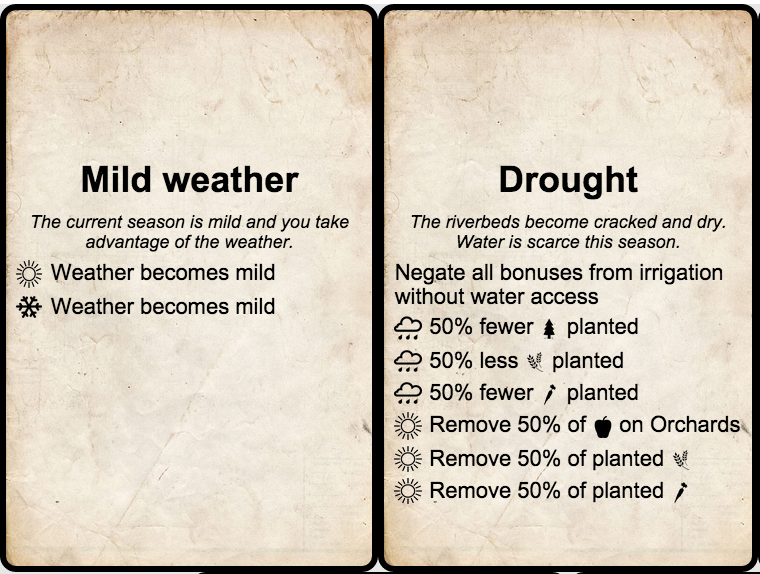 Mild weather
The current season is mild and you take
advantage of the weather.
Weather becomes mild
Weather becomes mild
Drought
The riverbeds become cracked and dry.
Water is scarce this season.
Negate all bonuses from irrigation
without water access
50% fewer planted
50% less planted
50% fewer planted
Remove 50% of on Orchards
Remove 50% of planted
Remove 50% of planted